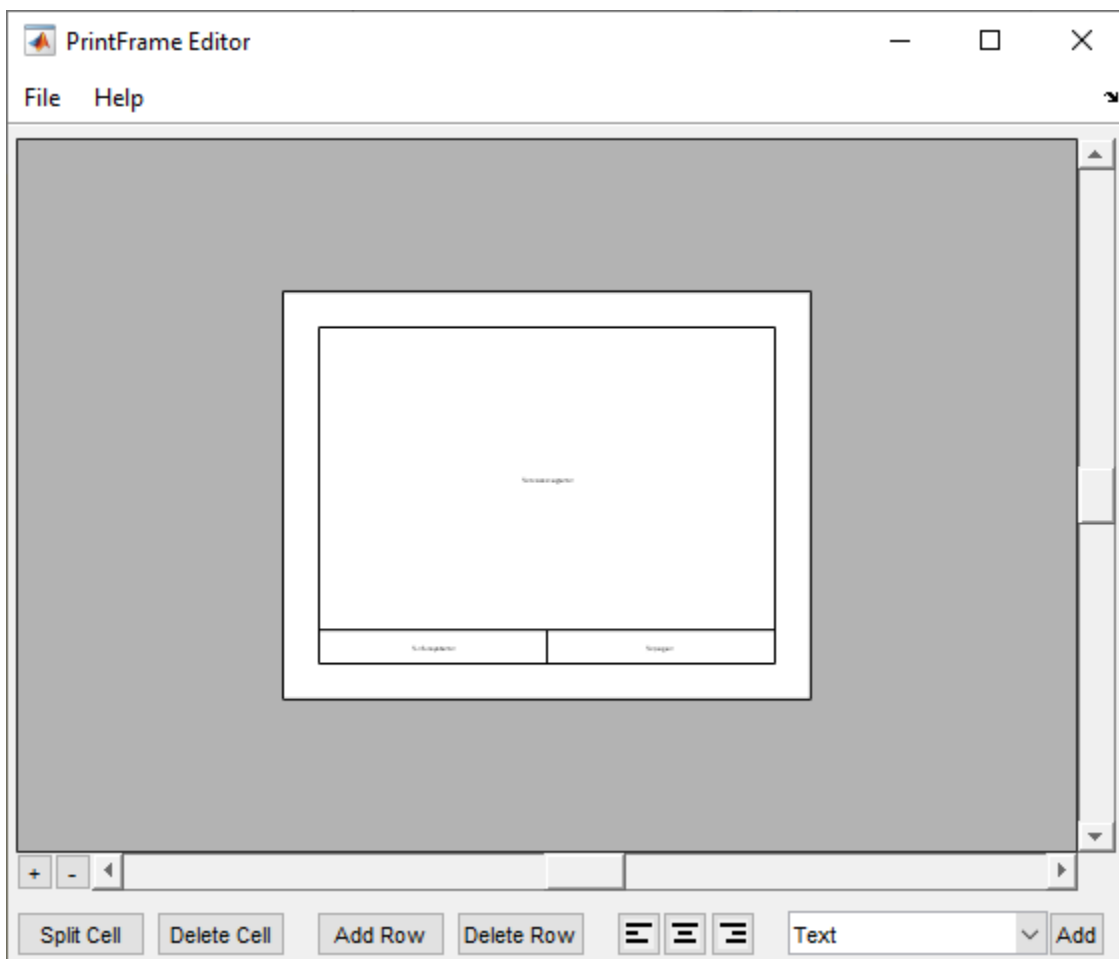 PrintFrame Editor
File Help
+ -
Split Cell Delete Cell Add Row Delete Row Text Add